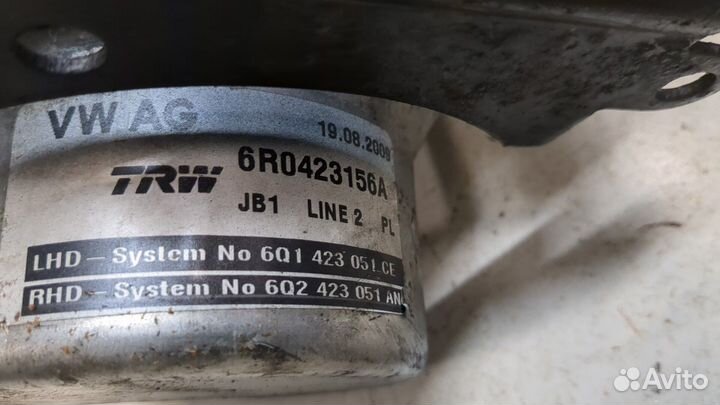 VW AG
19.08.2009
TRW 6R0423156A
JB1 LINE 2 PL
LHD - System No 6Q1 423 051 CE
RHD - System No 6Q2 423 051 AN
Avito